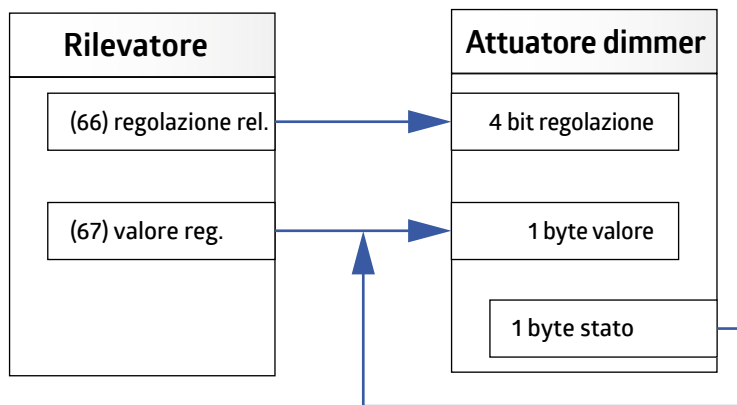 Rilevatore
(66) regolazione rel.
(67) valore reg.
Attuatore dimmer
4 bit regolazione
1 byte valore
1 byte stato